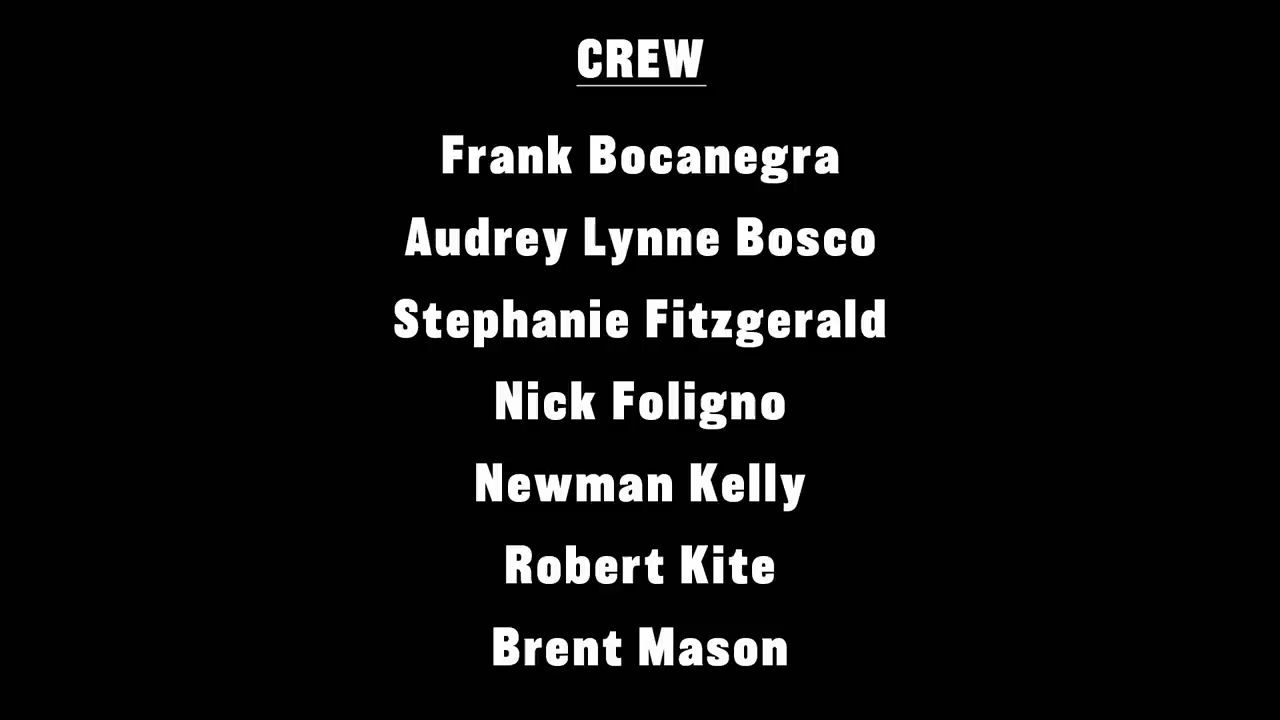 CREW
Frank Bocanegra
Audrey Lynne Bosco
Stephanie Fitzgerald
Nick Foligno
Newman Kelly
Robert Kite
Brent Mason